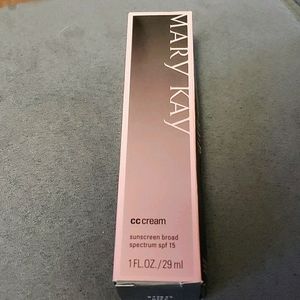 MARY KAY
cc cream
sunscreen broad
spectrum spf 15
1 FL.OZ./29 ml